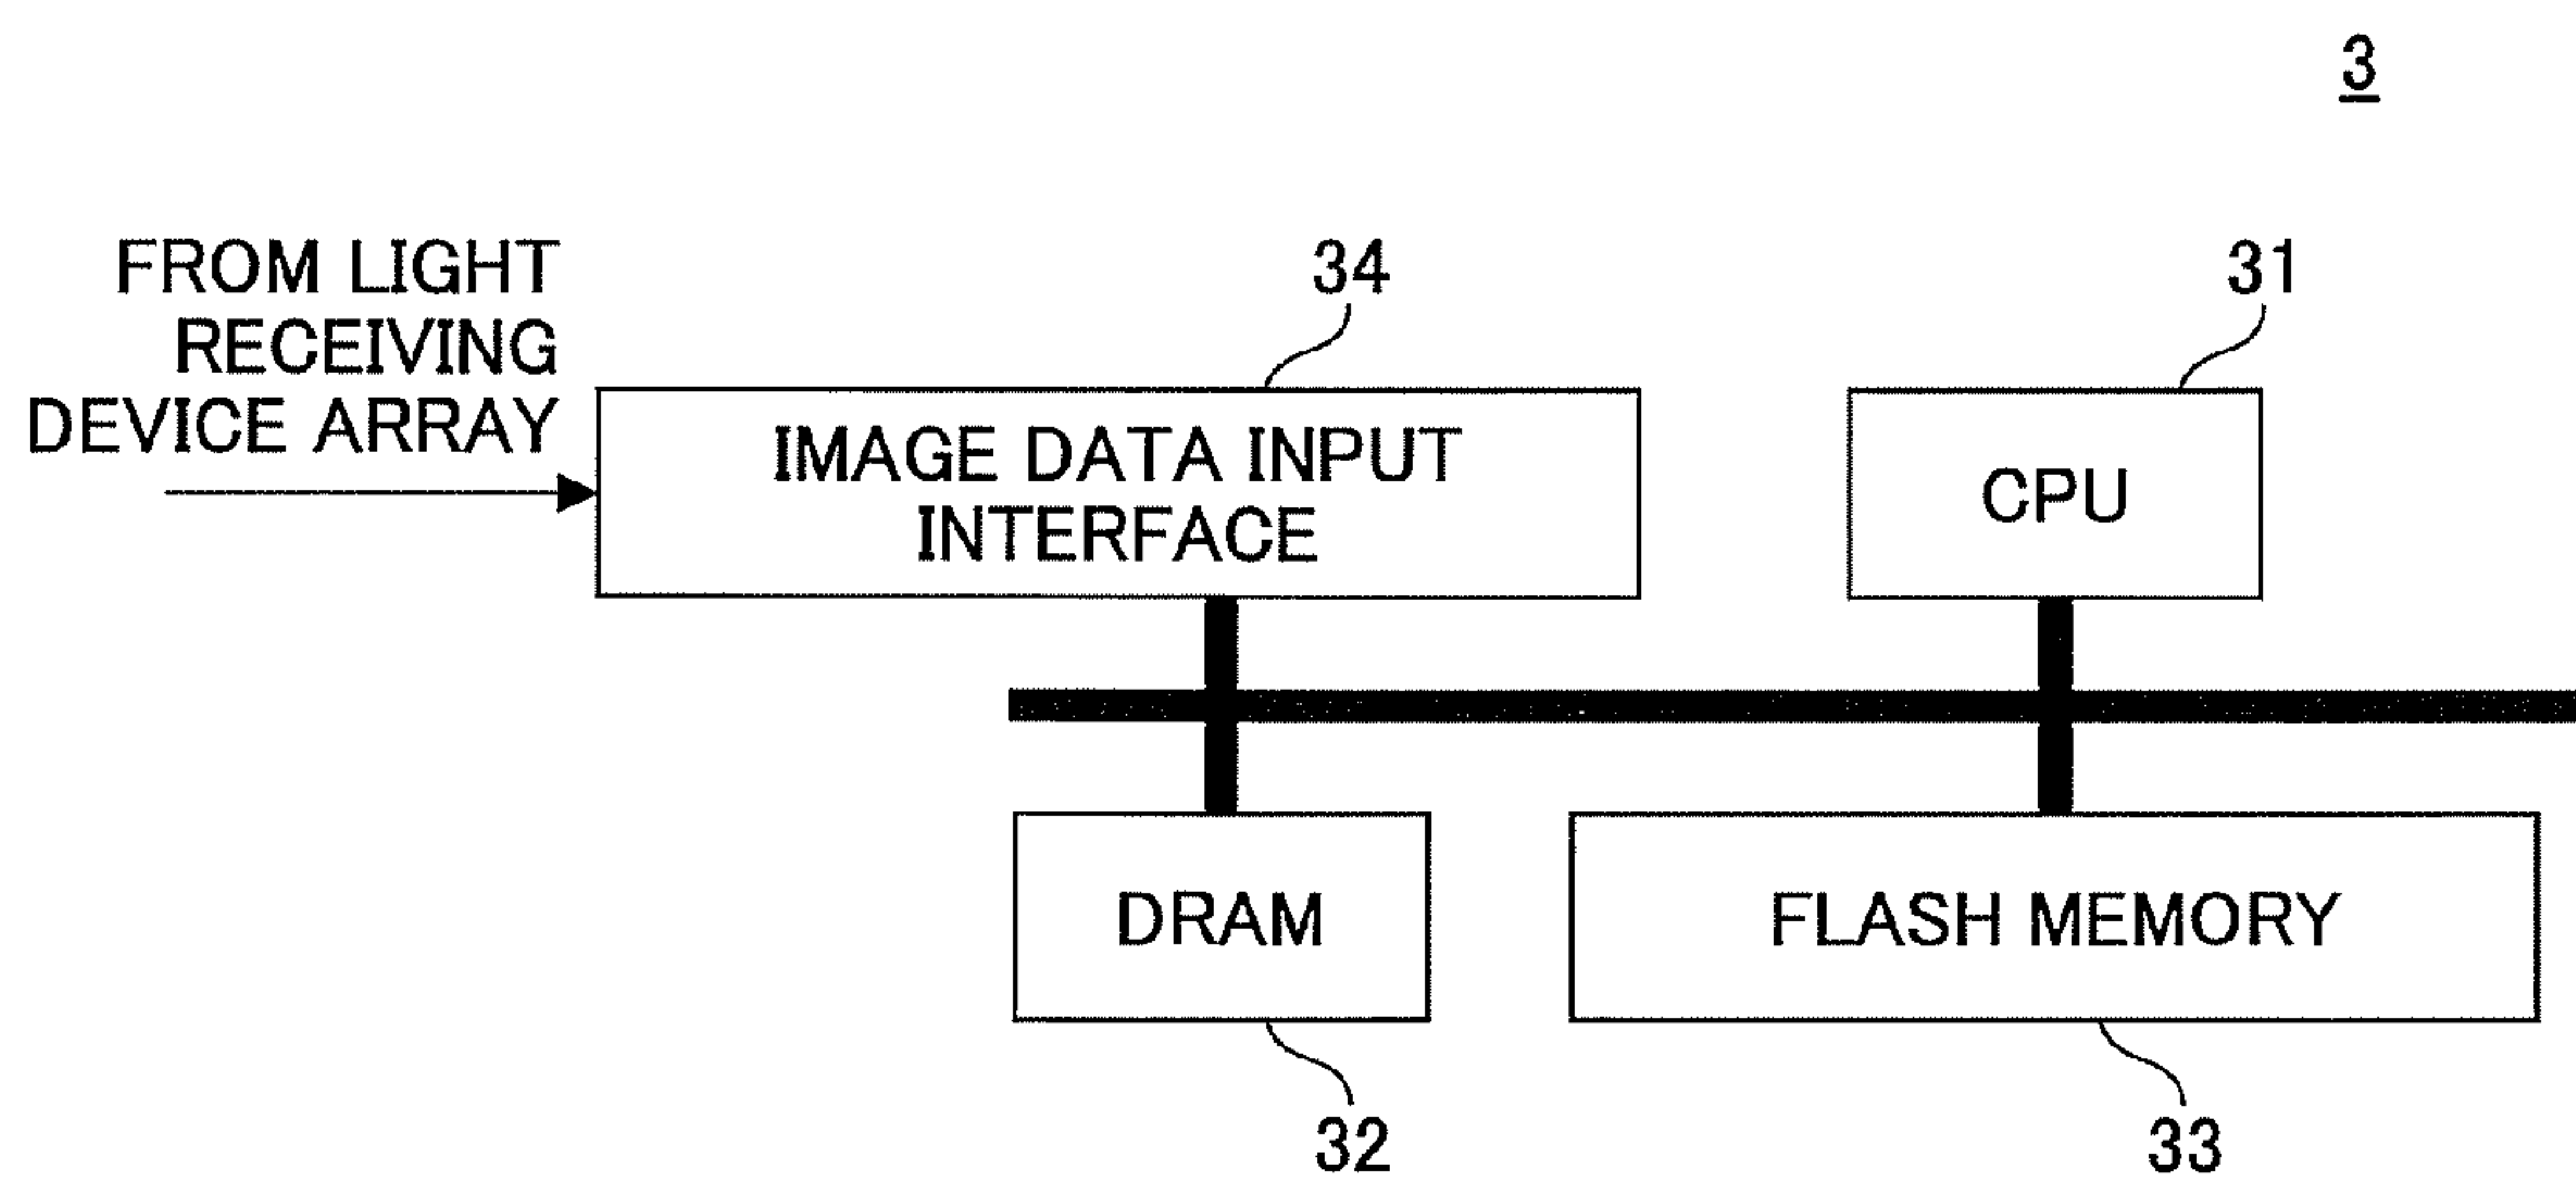 3
FROM LIGHT
RECEIVING
DEVICE ARRAY
34
31
IMAGE DATA INPUT
INTERFACE
CPU
DRAM
FLASH MEMORY
32
33